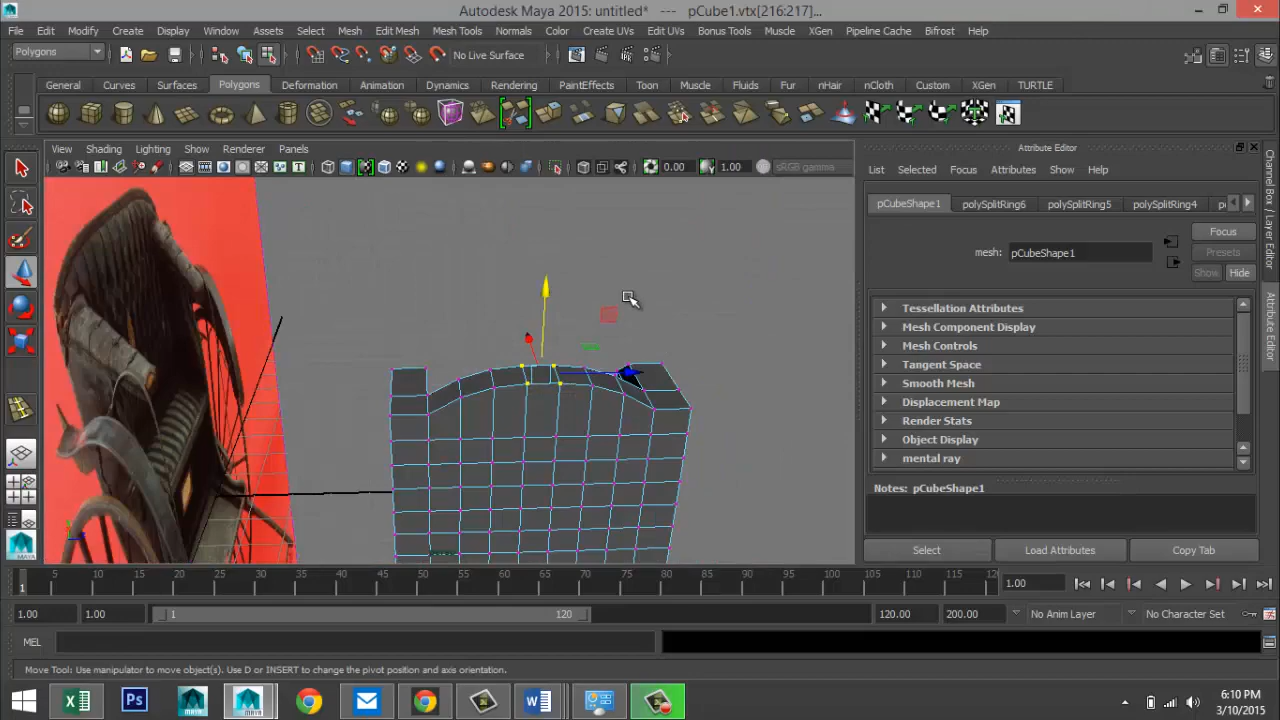 Autodesk Maya 2015: untitled* --- pCube1.vtx[216:217]...
File Edit Modify Create Display Window Assets Select Mesh Edit Mesh Mesh Tools Normals Color Create UVs Edit UVs Bonus Tools Muscle XGen Pipeline Cache Bifrost Help
Polygons No Live Surface
General Curves Surfaces Polygons Deformation Animation Dynamics Rendering PaintEffects Toon Muscle Fluids Fur nHair nCloth Custom XGen TURTLE
View Shading Lighting Show Renderer Panels
0.00 1.00 sRGB gamma
Attribute Editor
List Selected Focus Attributes Show Help
pCubeShape1 polySplitRing6 polySplitRing5 polySplitRing4
Focus
mesh: pCubeShape1 Presets
Show Hide
Tessellation Attributes
Mesh Component Display
Mesh Controls
Tangent Space
Smooth Mesh
Displacement Map
Render Stats
Object Display
mental ray
Notes: pCubeShape1
Select Load Attributes Copy Tab
Channel Box / Layer Editor
Attribute Editor
1 5 10 15 20 25 30 35 40 45 50 55 60 65 70 75 80 85 90 95 100 105 110 115 120 1.00
1.00 1.00 1 120 120.00 200.00 No Anim Layer No Character Set
MEL
Move Tool: Use manipulator to move object(s). Use D or INSERT to change the pivot position and axis orientation.
6:10 PM
3/10/2015